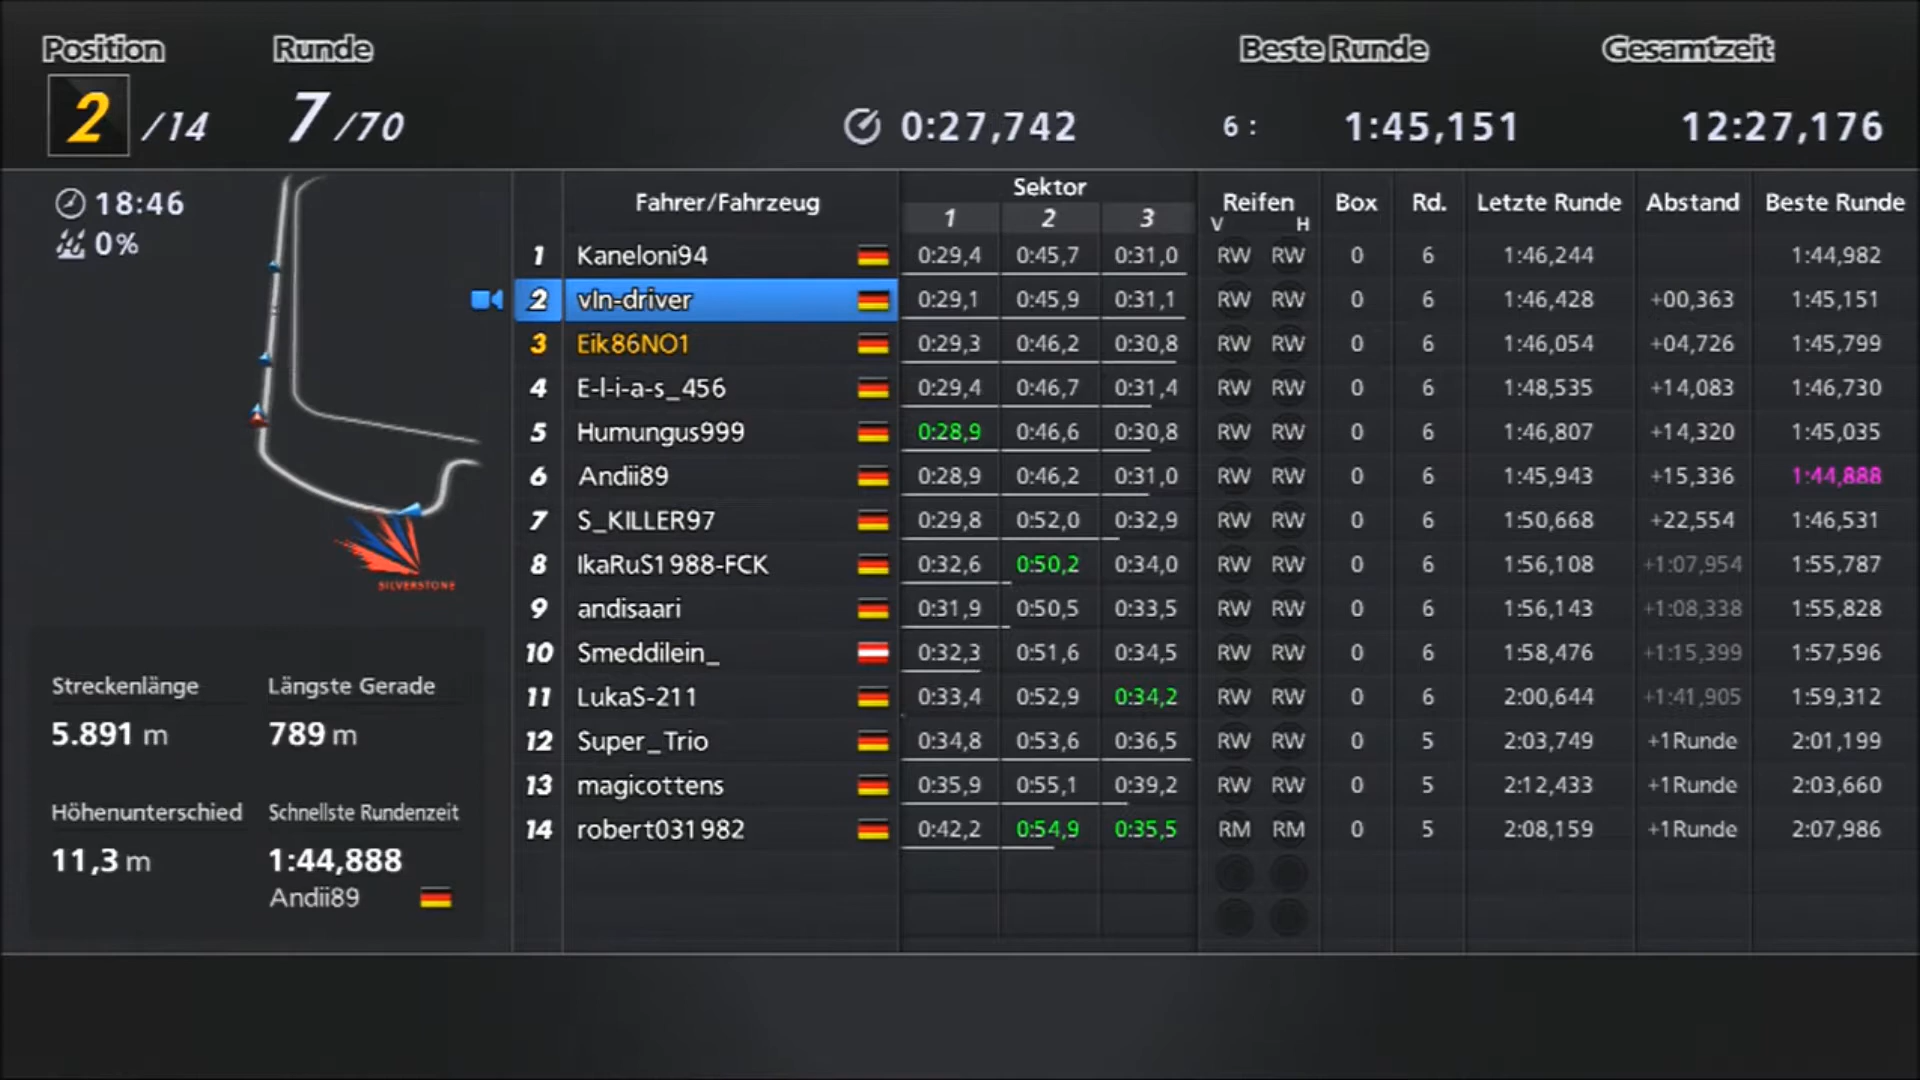 Position Runde Beste Runde Gesamtzeit
2 /14 7 /70 0:27,742 6 : 1:45,151 12:27,176
18:46
0%
SILVERSTONE
Streckenlänge Längste Gerade
5.891 m 789 m
Höhenunterschied Schnellste Rundenzeit
11,3 m 1:44,888
Andii89
Fahrer/Fahrzeug Sektor Reifen Box Rd. Letzte Runde Abstand Beste Runde
1 2 3 V H
1 Kaneloni94 0:29,4 0:45,7 0:31,0 RW RW 0 6 1:46,244 1:44,982
2 vln-driver 0:29,1 0:45,9 0:31,1 RW RW 0 6 1:46,428 +00,363 1:45,151
3 Eik86NO1 0:29,3 0:46,2 0:30,8 RW RW 0 6 1:46,054 +04,726 1:45,799
4 E-l-i-a-s_456 0:29,4 0:46,7 0:31,4 RW RW 0 6 1:48,535 +14,083 1:46,730
5 Humungus999 0:28,9 0:46,6 0:30,8 RW RW 0 6 1:46,807 +14,320 1:45,035
6 Andii89 0:28,9 0:46,2 0:31,0 RW RW 0 6 1:45,943 +15,336 1:44,888
7 S_KILLER97 0:29,8 0:52,0 0:32,9 RW RW 0 6 1:50,668 +22,554 1:46,531
8 IkaRuS1988-FCK 0:32,6 0:50,2 0:34,0 RW RW 0 6 1:56,108 +1:07,954 1:55,787
9 andisaari 0:31,9 0:50,5 0:33,5 RW RW 0 6 1:56,143 +1:08,338 1:55,828
10 Smeddilein_ 0:32,3 0:51,6 0:34,5 RW RW 0 6 1:58,476 +1:15,399 1:57,596
11 LukaS-211 0:33,4 0:52,9 0:34,2 RW RW 0 6 2:00,644 +1:41,905 1:59,312
12 Super_Trio 0:34,8 0:53,6 0:36,5 RW RW 0 5 2:03,749 +1Runde 2:01,199
13 magicottens 0:35,9 0:55,1 0:39,2 RW RW 0 5 2:12,433 +1Runde 2:03,660
14 robert031982 0:42,2 0:54,9 0:35,5 RM RM 0 5 2:08,159 +1Runde 2:07,986